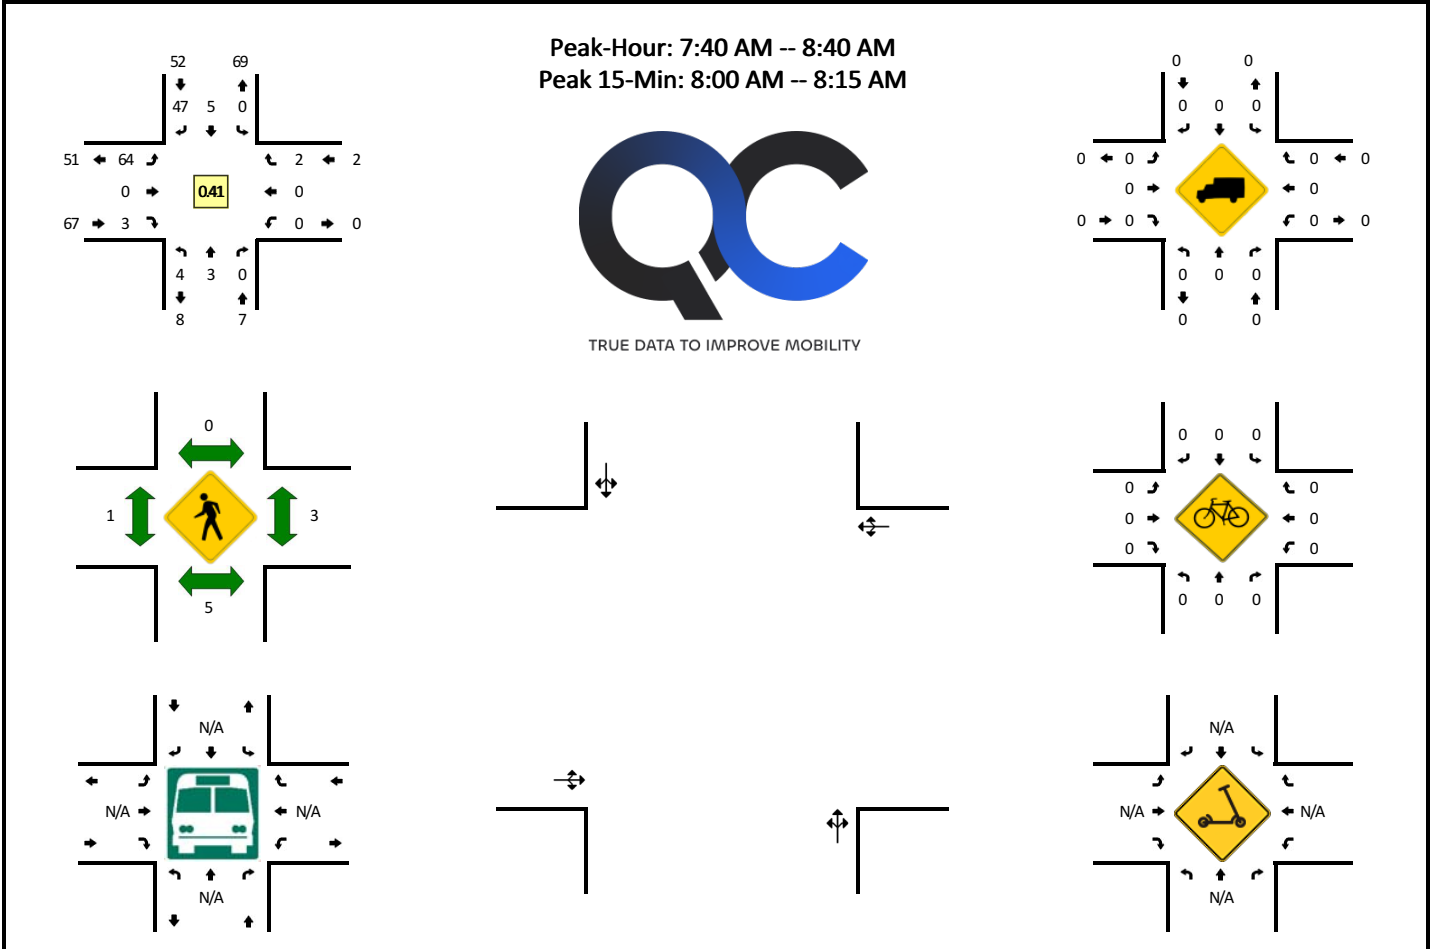 Peak-Hour: 7:40 AM -- 8:40 AM
Peak 15-Min: 8:00 AM -- 8:15 AM
52 69
47 5 0
51 64 2 2
0 0.41 0
67 3 0 0
4 3 0
8 7
TRUE DATA TO IMPROVE MOBILITY
0 0
0 0 0
0 0 0 0
0 0
0 0 0 0
0 0 0
0 0
0
1 3
5
0 0 0
0 0
0 0
0 0
0 0 0
N/A
N/A N/A
N/A
N/A
N/A N/A
N/A